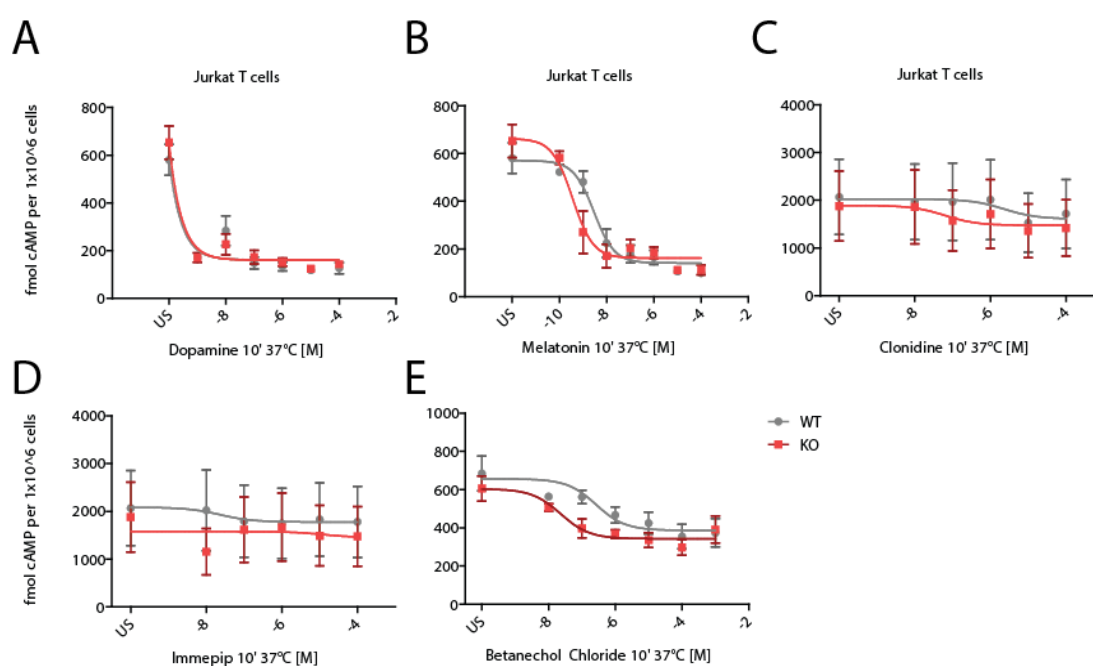 A
B
C
Jurkat T cells
Jurkat T cells
Jurkat T cells
fmol cAMP per 1x10^6 cells
800
600
400
200
0
US
-8
-6
-4
-2
Dopamine 10' 37°C [M]
800
600
400
200
0
US
-10
-8
-6
-4
-2
Melatonin 10' 37°C [M]
4000
3000
2000
1000
0
US
-8
-6
-4
Clonidine 10' 37°C [M]
D
E
fmol cAMP per 1x10^6 cells
4000
3000
2000
1000
0
US
-8
-6
-4
Immepip 10' 37°C [M]
1000
800
600
400
200
0
US
-8
-6
-4
Betanechol Chloride 10' 37°C [M]
WT
KO